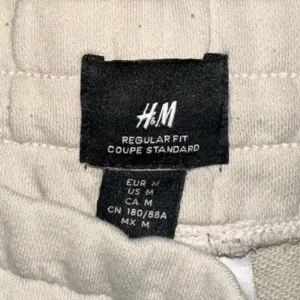 H&M
REGULAR FIT
COUPE STANDARD
EUR M
US M
CA M
CN 180/88A
MX M